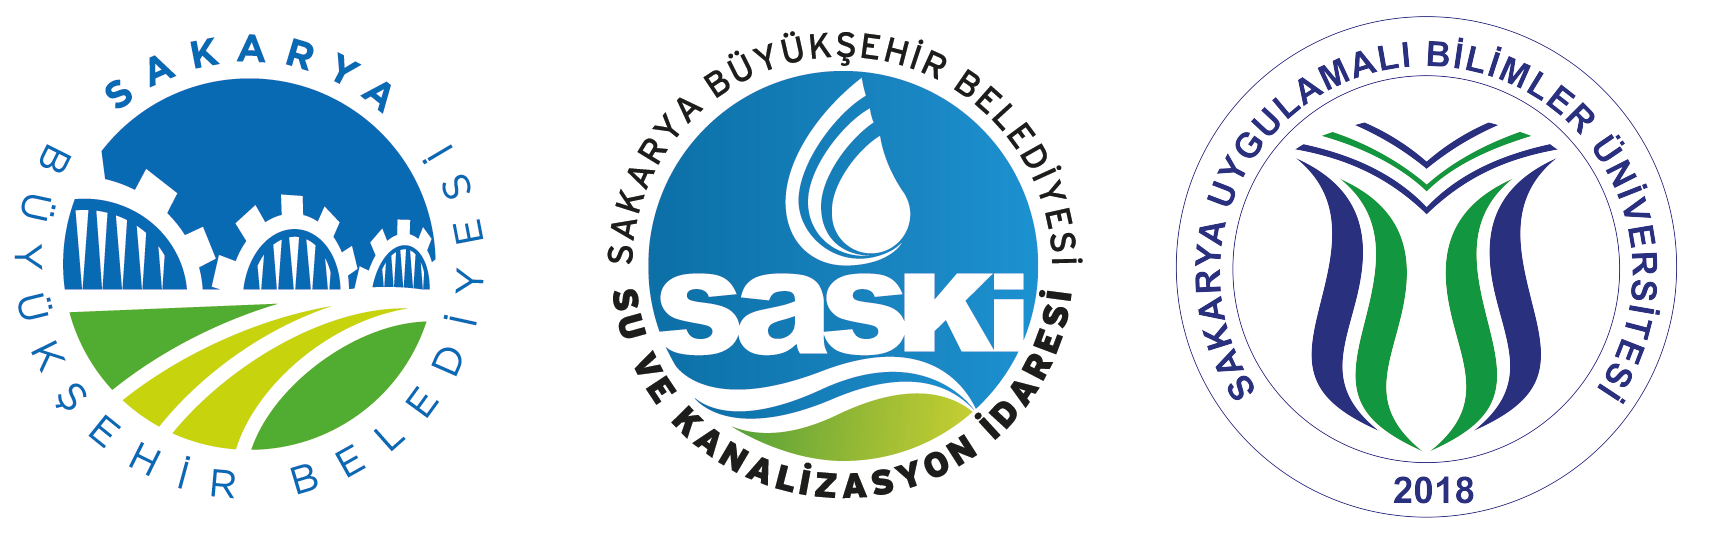 SAKARYA
BÜYÜKŞEHİR BELEDİYESİ
SAKARYA BÜYÜKŞEHİR BELEDİYESİ
SASKİ
SU VE KANALİZASYON İDARESİ
SAKARYA UYGULAMALI BİLİMLER ÜNİVERSİTESİ
2018